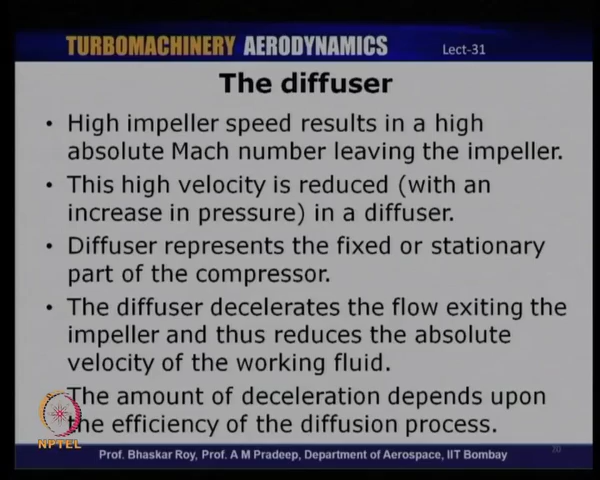 TURBOMACHINERY AERODYNAMICS Lect-31
The diffuser
• High impeller speed results in a high
absolute Mach number leaving the impeller.
• This high velocity is reduced (with an
increase in pressure) in a diffuser.
• Diffuser represents the fixed or stationary
part of the compressor.
• The diffuser decelerates the flow exiting the
impeller and thus reduces the absolute
velocity of the working fluid.
The amount of deceleration depends upon
the efficiency of the diffusion process.
NPTEL
Prof. Bhaskar Roy, Prof. A M Pradeep, Department of Aerospace, IIT Bombay
20